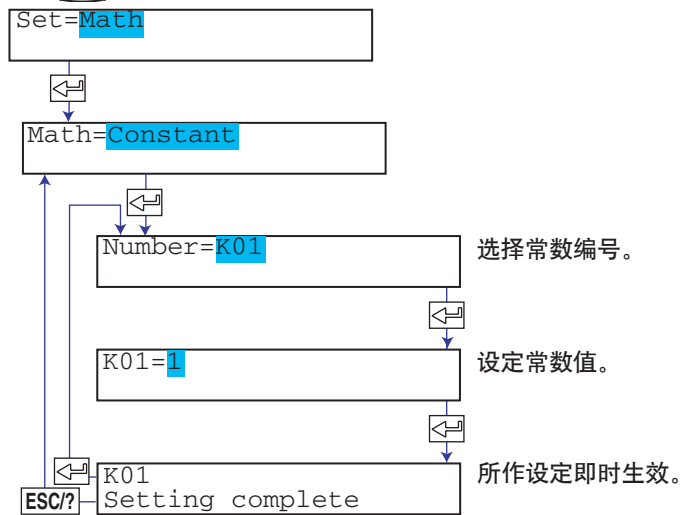 Set=Math
Math=Constant
Number=K01
选择常数编号。
K01=1
设定常数值。
K01
Setting complete
所作设定即时生效。
ESC/?